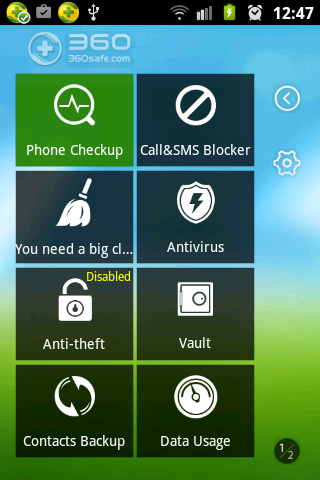 12:47
360
360safe.com
Phone Checkup
Call&SMS Blocker
You need a big cl...
Antivirus
Disabled
Anti-theft
Vault
Contacts Backup
Data Usage
1/2